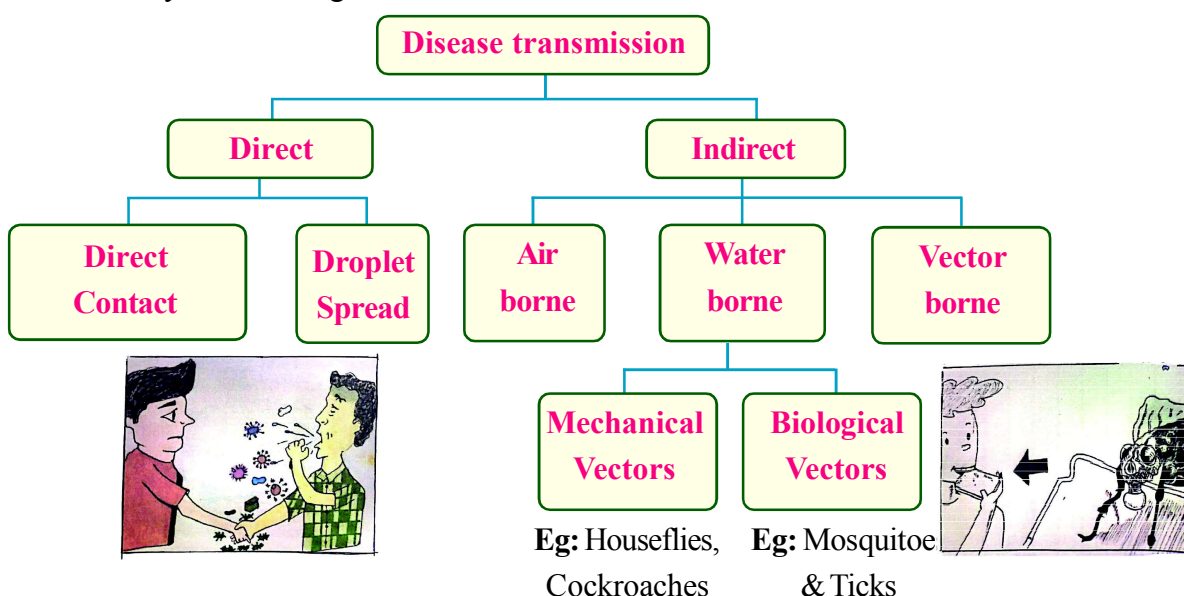 Disease transmission
Direct
Indirect
Direct
Contact
Droplet
Spread
Air
borne
Water
borne
Vector
borne
Mechanical
Vectors
Biological
Vectors
Eg: Houseflies,
Cockroaches
Eg: Mosquitoe
& Ticks